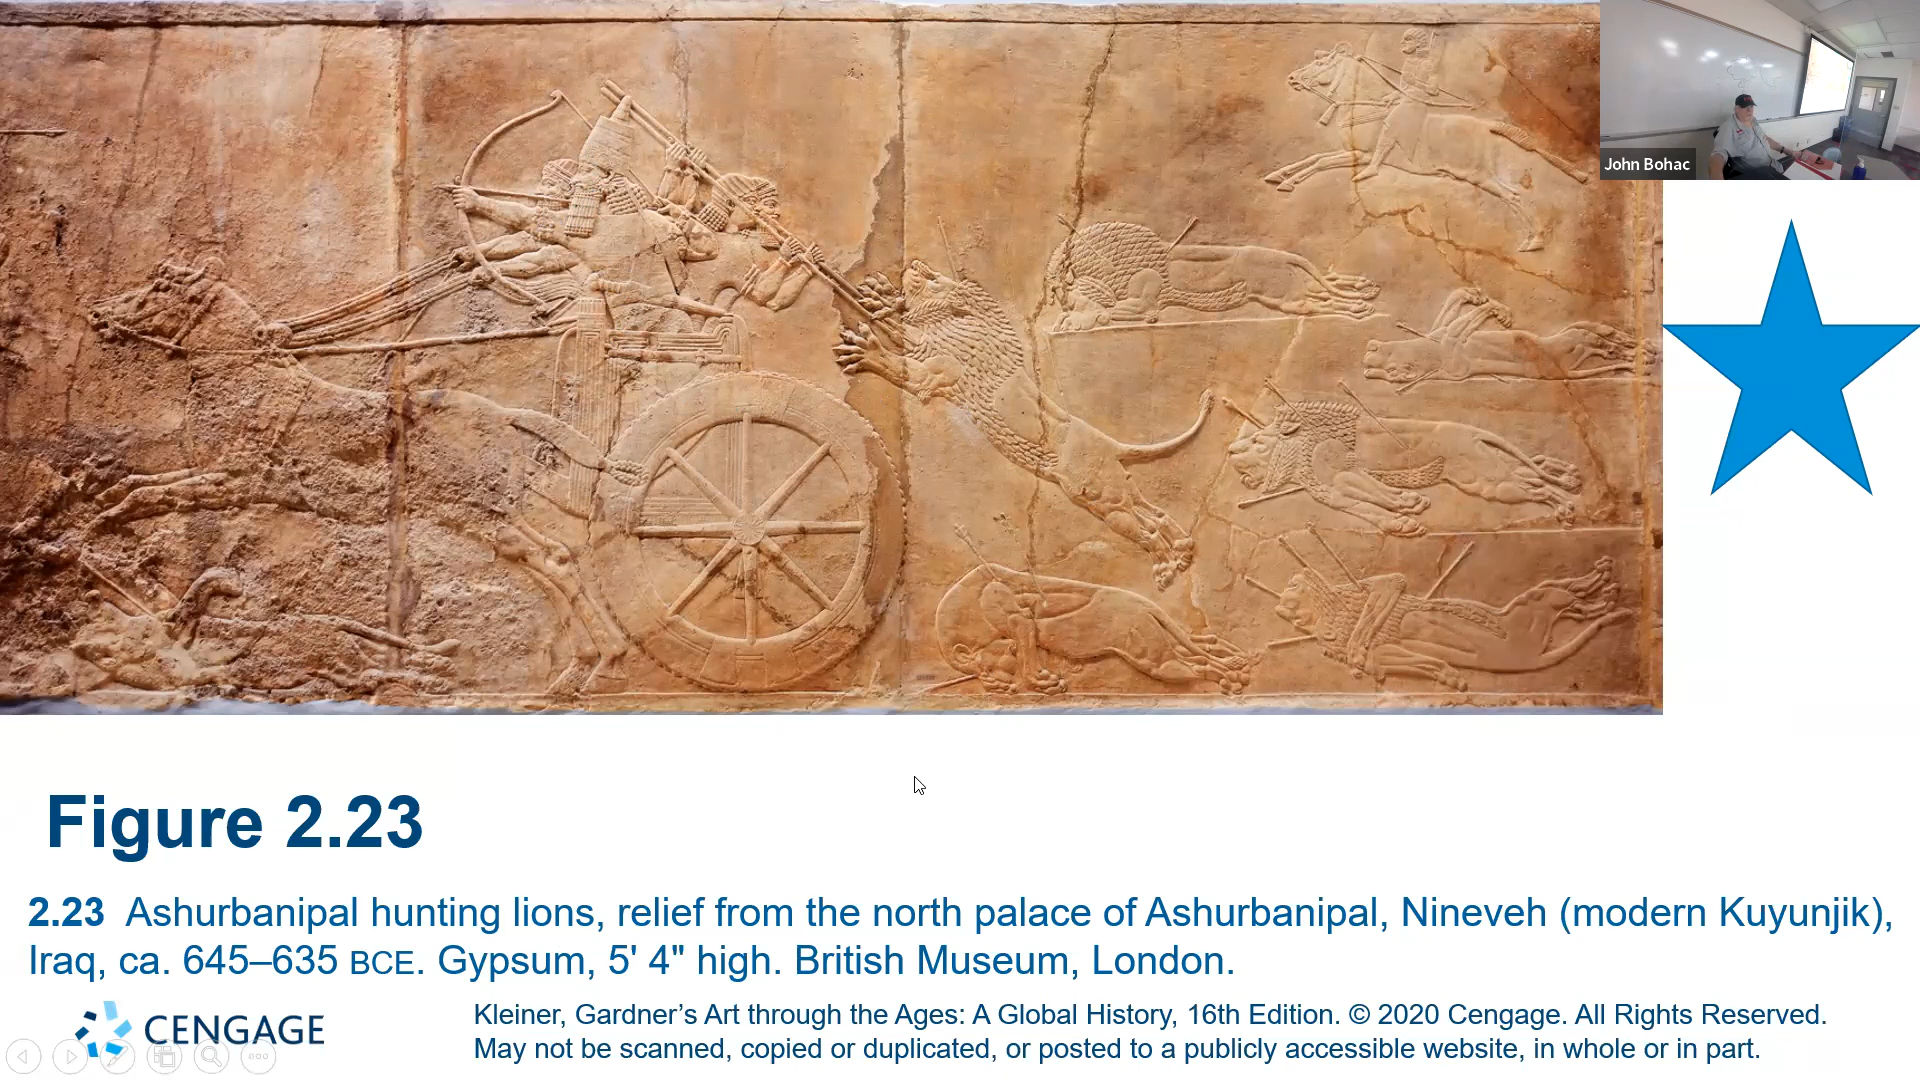 John Bohac
Figure 2.23
2.23 Ashurbanipal hunting lions, relief from the north palace of Ashurbanipal, Nineveh (modern Kuyunjik),
Iraq, ca. 645–635 BCE. Gypsum, 5' 4" high. British Museum, London.
CENGAGE
Kleiner, Gardner’s Art through the Ages: A Global History, 16th Edition. © 2020 Cengage. All Rights Reserved.
May not be scanned, copied or duplicated, or posted to a publicly accessible website, in whole or in part.